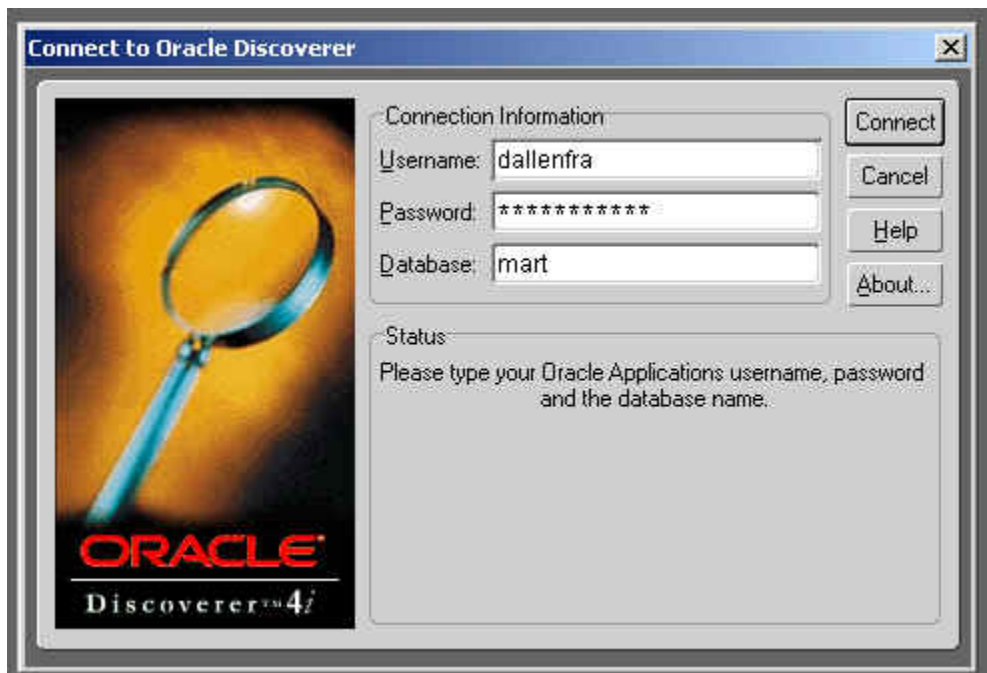 Connect to Oracle Discoverer
Connection Information
Username: dallenfra
Password: ***********
Database: mart
Connect
Cancel
Help
About...
Status
Please type your Oracle Applications username, password
and the database name.
ORACLE
Discoverer™ 4i